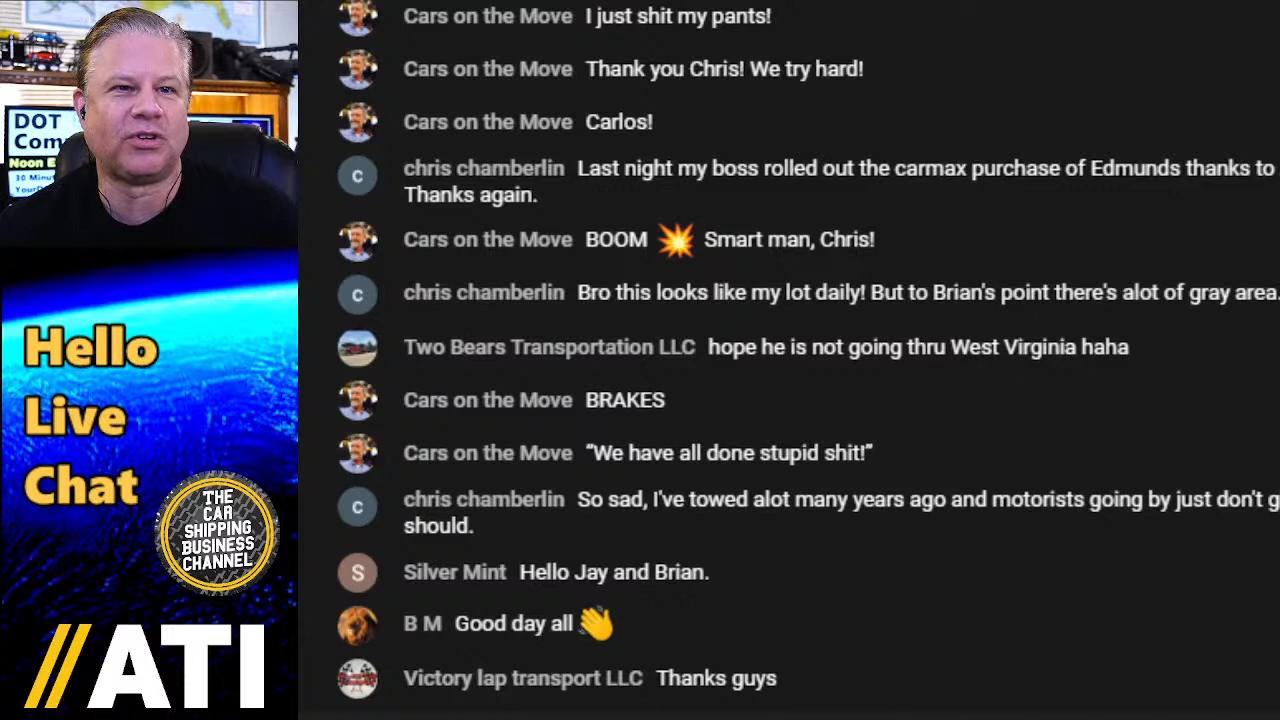 Cars on the Move I just shit my pants!
Cars on the Move Thank you Chris! We try hard!
Cars on the Move Carlos!
C chris chamberlin Last night my boss rolled out the carmax purchase of Edmunds thanks to
Thanks again.
Cars on the Move BOOM 💥 Smart man, Chris!
C chris chamberlin Bro this looks like my lot daily! But to Brian's point there's alot of gray area.
Two Bears Transportation LLC hope he is not going thru West Virginia haha
Cars on the Move BRAKES
Cars on the Move “We have all done stupid shit!”
C chris chamberlin So sad, I've towed alot many years ago and motorists going by just don't
should.
S Silver Mint Hello Jay and Brian.
B M Good day all 👋
Victory lap transport LLC Thanks guys
DOT
Noon
Hello
Live
Chat
THE
CAR
SHIPPING
BUSINESS
CHANNEL
//ATI